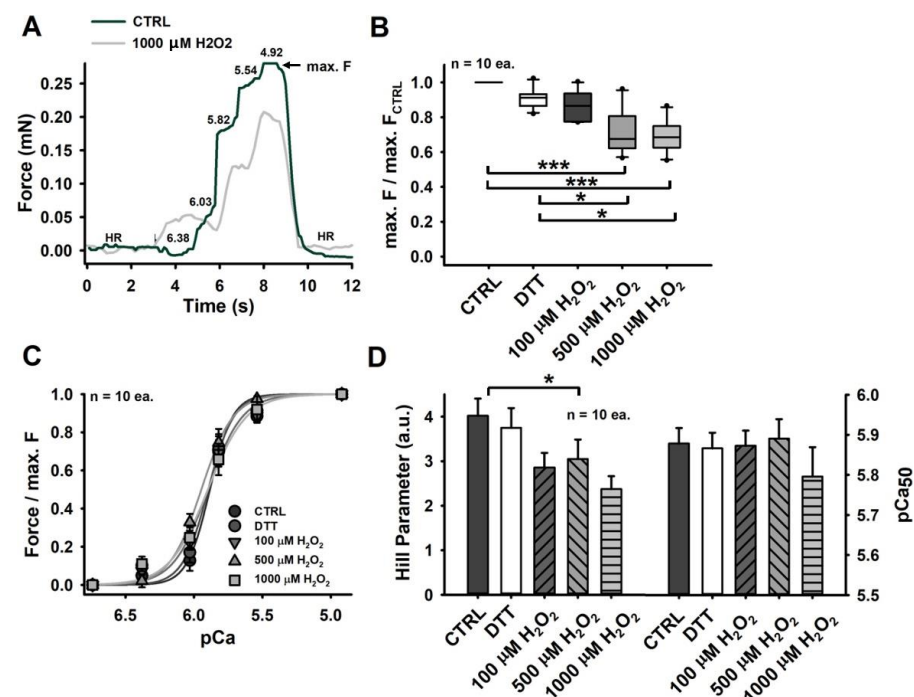 A
CTRL
1000 µM H2O2
Force (mN)
0.25
0.20
0.15
0.10
0.05
0.00
HR
6.38
6.03
5.82
5.54
4.92
max. F
HR
0 2 4 6 8 10 12
Time (s)
B
n = 10 ea.
max. F / max. F_CTRL
1.0
0.8
0.6
0.4
0.2
0.0
***
***
*
*
CTRL
DTT
100 µM H₂O₂
500 µM H₂O₂
1000 µM H₂O₂
C
n = 10 ea.
Force / max. F
1.0
0.8
0.6
0.4
0.2
0.0
CTRL
DTT
100 µM H₂O₂
500 µM H₂O₂
1000 µM H₂O₂
6.5 6.0 5.5 5.0
pCa
D
*
n = 10 ea.
Hill Parameter (a.u.)
4
3
2
1
0
6.0
5.9
5.8
5.7
5.6
5.5
pCa50
CTRL
DTT
100 µM H₂O₂
500 µM H₂O₂
1000 µM H₂O₂
CTRL
DTT
100 µM H₂O₂
500 µM H₂O₂
1000 µM H₂O₂